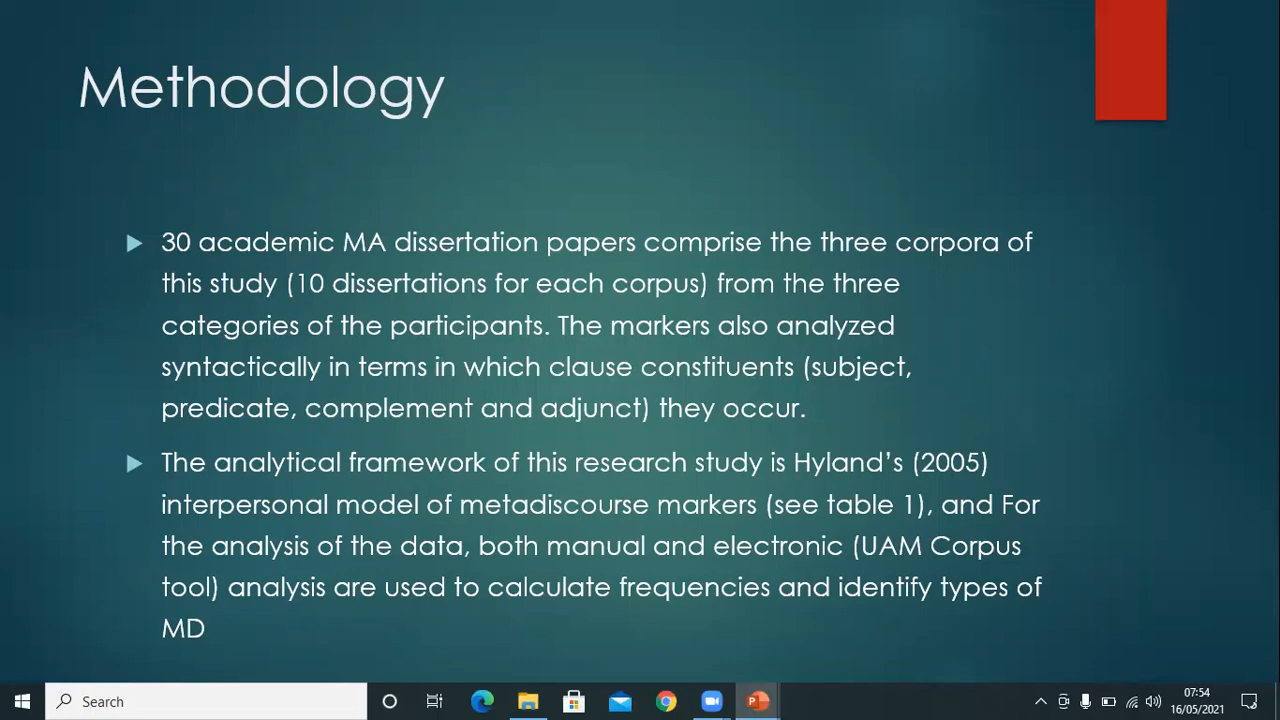 Methodology
30 academic MA dissertation papers comprise the three corpora of
this study (10 dissertations for each corpus) from the three
categories of the participants. The markers also analyzed
syntactically in terms in which clause constituents (subject,
predicate, complement and adjunct) they occur.
The analytical framework of this research study is Hyland’s (2005)
interpersonal model of metadiscourse markers (see table 1), and For
the analysis of the data, both manual and electronic (UAM Corpus
tool) analysis are used to calculate frequencies and identify types of
MD
Search
07:54
16/05/2021